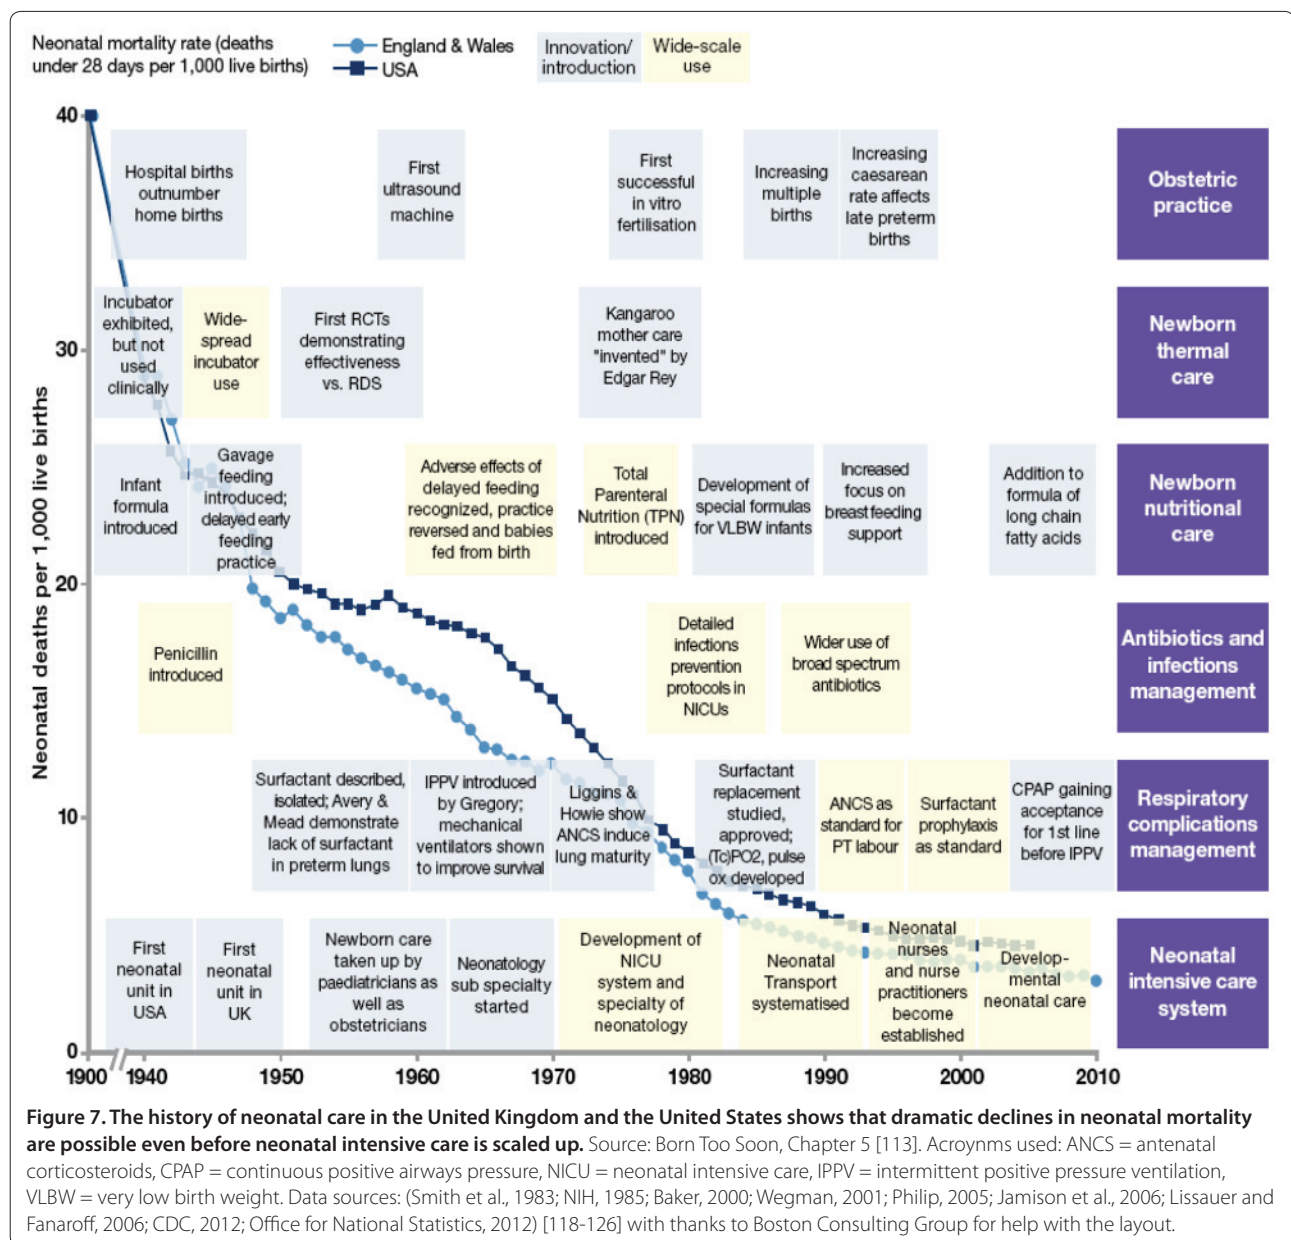 Neonatal mortality rate (deaths
under 28 days per 1,000 live births)
England & Wales
USA
Innovation/
introduction
Wide-scale
use
Neonatal deaths per 1,000 live births
40
30
20
10
0
Hospital births
outnumber
home births
First
ultrasound
machine
First
successful
in vitro
fertilisation
Increasing
multiple
births
Increasing
caesarean
rate affects
late preterm
births
Obstetric
practice
Incubator
exhibited,
but not
used
clinically
Wide-
spread
incubator
use
First RCTs
demonstrating
effectiveness
vs. RDS
Kangaroo
mother care
"invented" by
Edgar Rey
Newborn
thermal
care
Infant
formula
introduced
Gavage
feeding
introduced;
delayed early
feeding
practice
Adverse effects of
delayed feeding
recognized, practice
reversed and babies
fed from birth
Total
Parenteral
Nutrition (TPN)
introduced
Development of
special formulas
for VLBW infants
Increased
focus on
breastfeeding
support
Addition to
formula of
long chain
fatty acids
Newborn
nutritional
care
Penicillin
introduced
Detailed
infections
prevention
protocols in
NICUs
Wider use of
broad spectrum
antibiotics
Antibiotics and
infections
management
Surfactant described,
isolated; Avery &
Mead demonstrate
lack of surfactant
in preterm lungs
IPPV introduced
by Gregory;
mechanical
ventilators shown
to improve survival
Liggins &
Howie show
ANCS induce
lung maturity
Surfactant
replacement
studied,
approved;
(Tc)PO2, pulse
ox developed
ANCS as
standard for
PT labour
Surfactant
prophylaxis
as standard
CPAP gaining
acceptance
for 1st line
before IPPV
Respiratory
complications
management
First
neonatal
unit in
USA
First
neonatal
unit in
UK
Newborn care
taken up by
paediatricians as
well as
obstetricians
Neonatology
sub specialty
started
Development of
NICU
system and
specialty of
neonatology
Neonatal
Transport
systematised
Neonatal
nurses
and nurse
practitioners
become
established
Develop-
mental
neonatal care
Neonatal
intensive care
system
1900 1940 1950 1960 1970 1980 1990 2000 2010
Figure 7. The history of neonatal care in the United Kingdom and the United States shows that dramatic declines in neonatal mortality
are possible even before neonatal intensive care is scaled up. Source: Born Too Soon, Chapter 5 [113]. Acroynms used: ANCS = antenatal
corticosteroids, CPAP = continuous positive airways pressure, NICU = neonatal intensive care, IPPV = intermittent positive pressure ventilation,
VLBW = very low birth weight. Data sources: (Smith et al., 1983; NIH, 1985; Baker, 2000; Wegman, 2001; Philip, 2005; Jamison et al., 2006; Lissauer and
Fanaroff, 2006; CDC, 2012; Office for National Statistics, 2012) [118-126] with thanks to Boston Consulting Group for help with the layout.